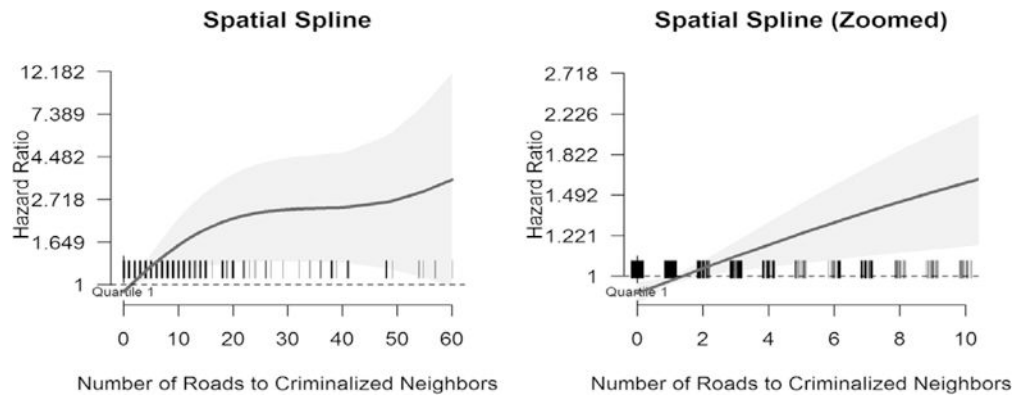 Spatial Spline
12.182
7.389
4.482
2.718
1.649
1
Hazard Ratio
Quartile 1
0 10 20 30 40 50 60
Number of Roads to Criminalized Neighbors
Spatial Spline (Zoomed)
2.718
2.226
1.822
1.492
1.221
1
Hazard Ratio
Quartile 1
0 2 4 6 8 10
Number of Roads to Criminalized Neighbors